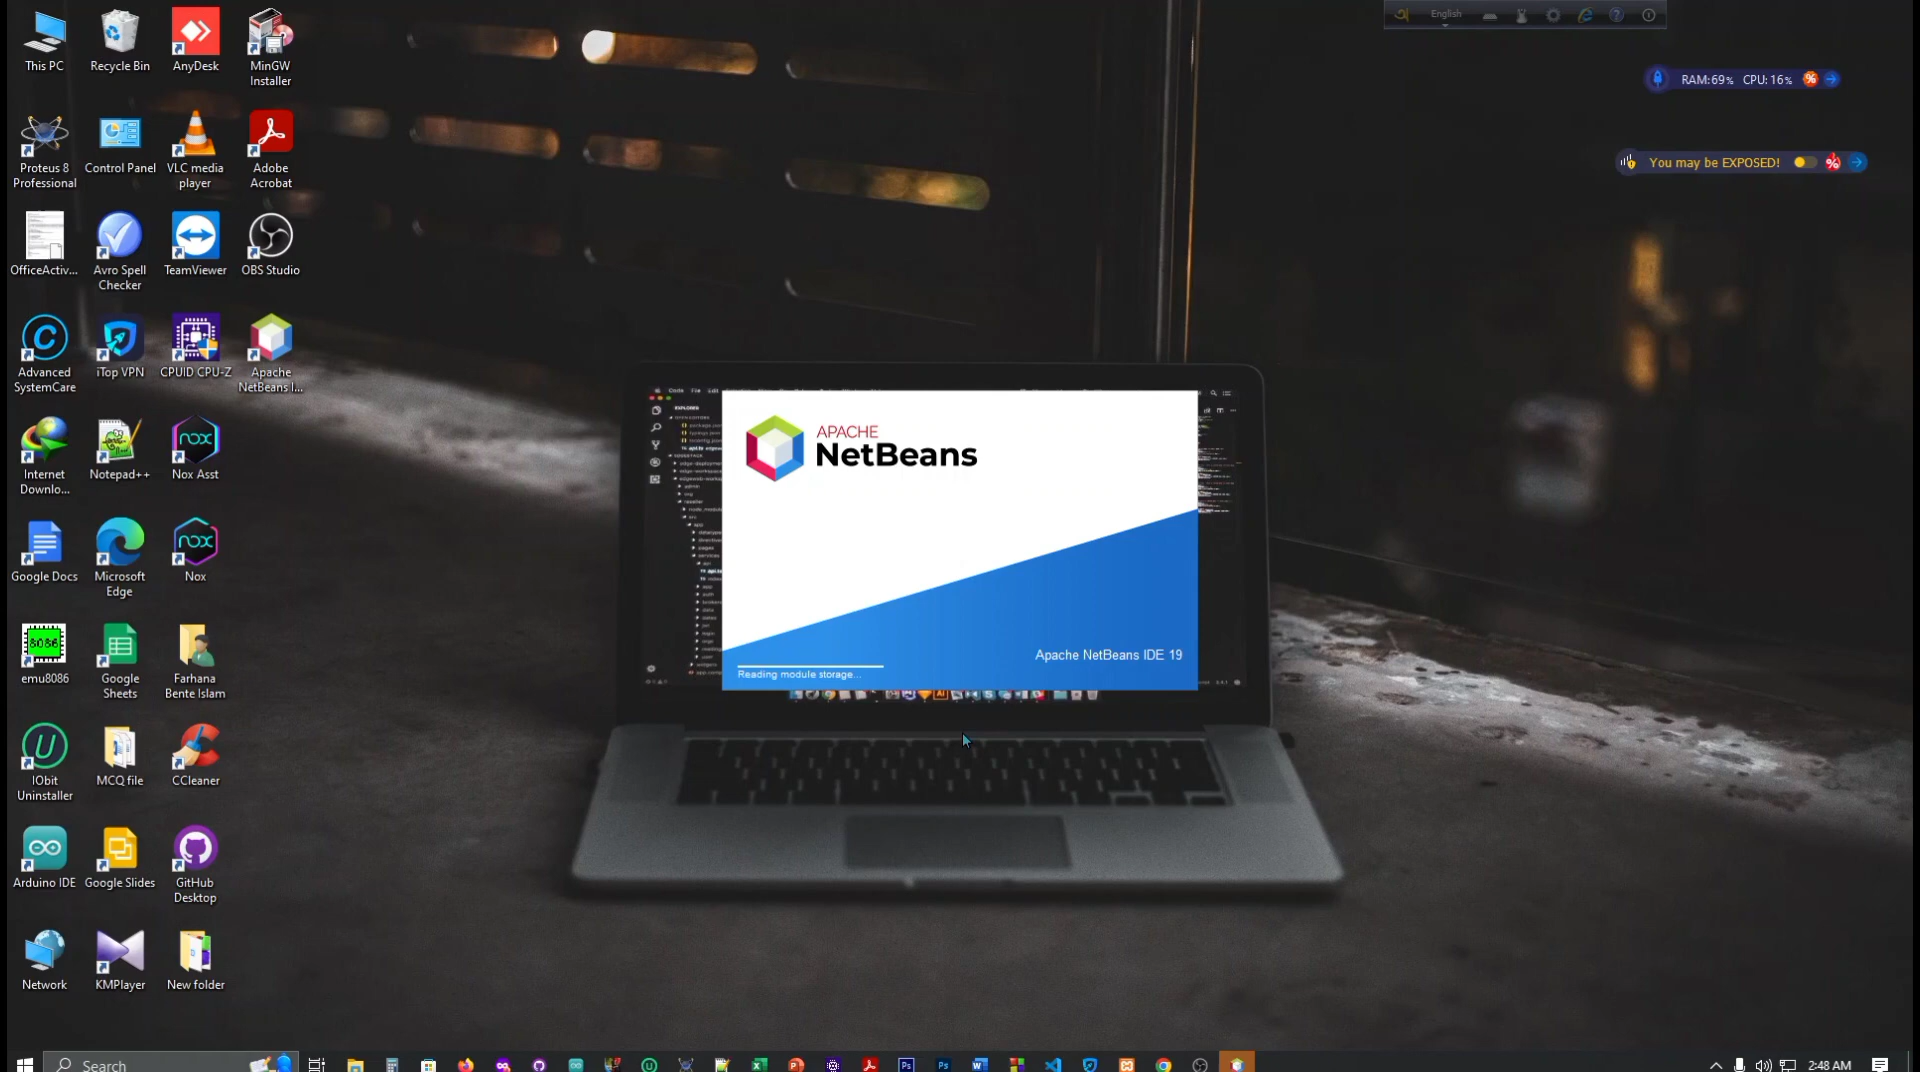 English
RAM:69% CPU: 16%
You may be EXPOSED!
This PC
Recycle Bin
AnyDesk
MinGW
Installer
Proteus 8
Professional
Control Panel
VLC media
player
Adobe
Acrobat
OfficeActiv...
Avro Spell
Checker
TeamViewer
OBS Studio
Advanced
SystemCare
iTop VPN
CPUID CPU-Z
Apache
NetBeans I...
Internet
Downlo...
Notepad++
Nox Asst
Google Docs
Microsoft
Edge
Nox
emu8086
Google
Sheets
Farhana
Bente Islam
IObit
Uninstaller
MCQ file
CCleaner
Arduino IDE
Google Slides
GitHub
Desktop
Network
KMPlayer
New folder
APACHE
NetBeans
Apache NetBeans IDE 19
Reading module storage...
Search
2:48 AM